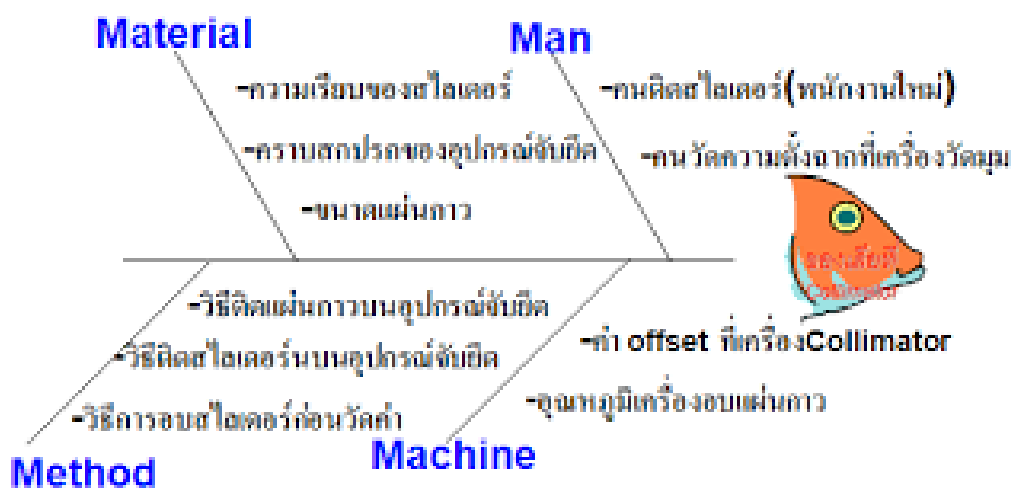 Material
-ความเรียบของสไลเดอร์
-คราบสกปรกของอุปกรณ์จับยึด
-ขนาดแผ่นกาว
Man
-คนติดสไลเดอร์(พนักงานใหม่)
-คนวัดความตั้งฉากที่เครื่องวัดมุม
ของเสียที่
Collimator
-วิธีติดแผ่นกาวบนอุปกรณ์จับยึด
-วิธีติดสไลเดอร์นบนอุปกรณ์จับยึด
-วิธีการอบสไลเดอร์ก่อนวัดค่า
Method
-ค่า offset ที่เครื่องCollimator
-อุณหภูมิเครื่องอบแผ่นกาว
Machine